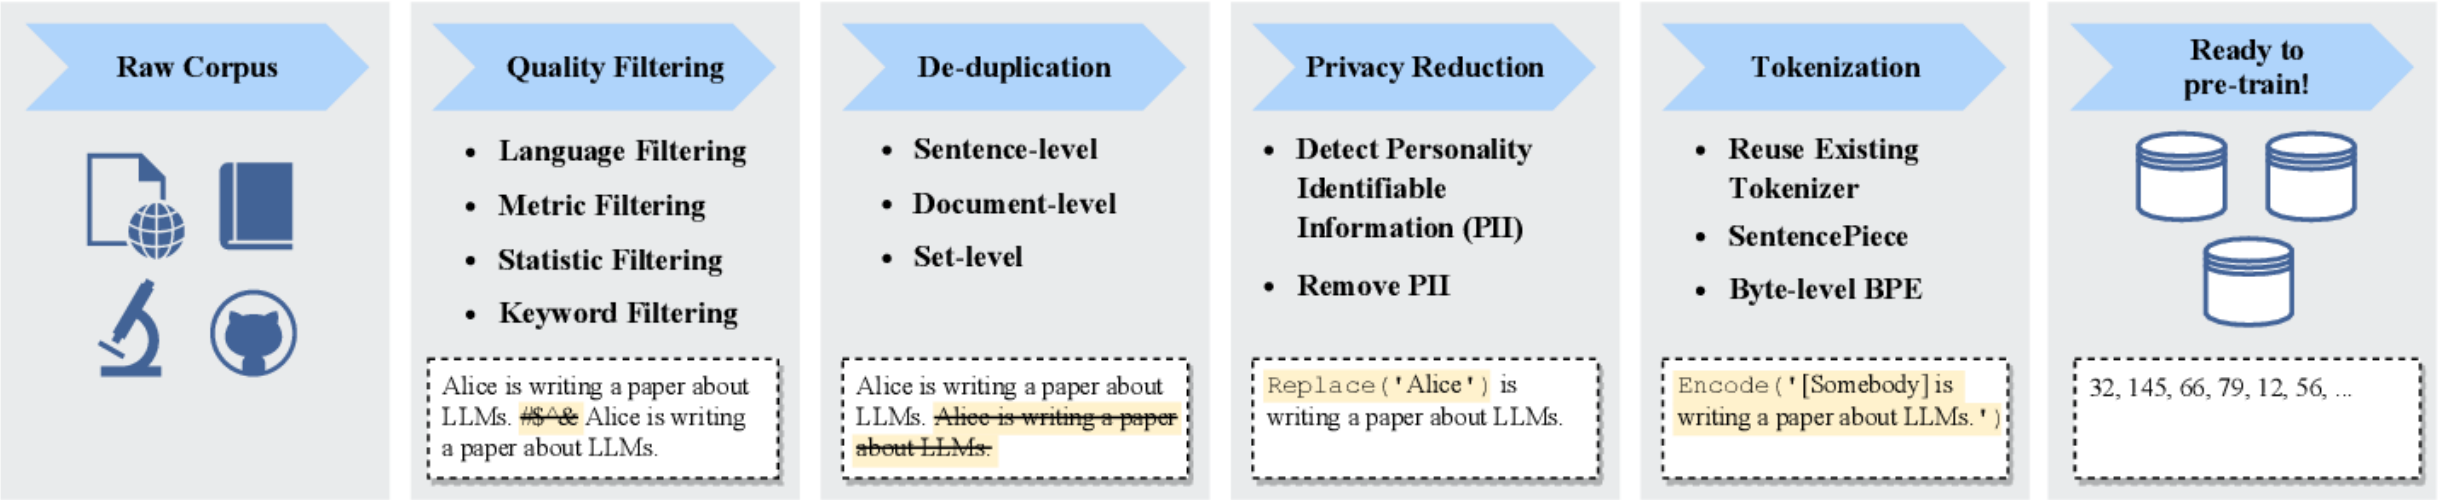 Raw Corpus
Quality Filtering
• Language Filtering
• Metric Filtering
• Statistic Filtering
• Keyword Filtering
Alice is writing a paper about
LLMs. #$^& Alice is writing
a paper about LLMs.
De-duplication
• Sentence-level
• Document-level
• Set-level
Alice is writing a paper about
LLMs. Alice is writing a paper
about LLMs.
Privacy Reduction
• Detect Personality
Identifiable
Information (PII)
• Remove PII
Replace('Alice') is
writing a paper about LLMs.
Tokenization
• Reuse Existing
Tokenizer
• SentencePiece
• Byte-level BPE
Encode('[Somebody] is
writing a paper about LLMs.')
Ready to
pre-train!
32, 145, 66, 79, 12, 56, ...